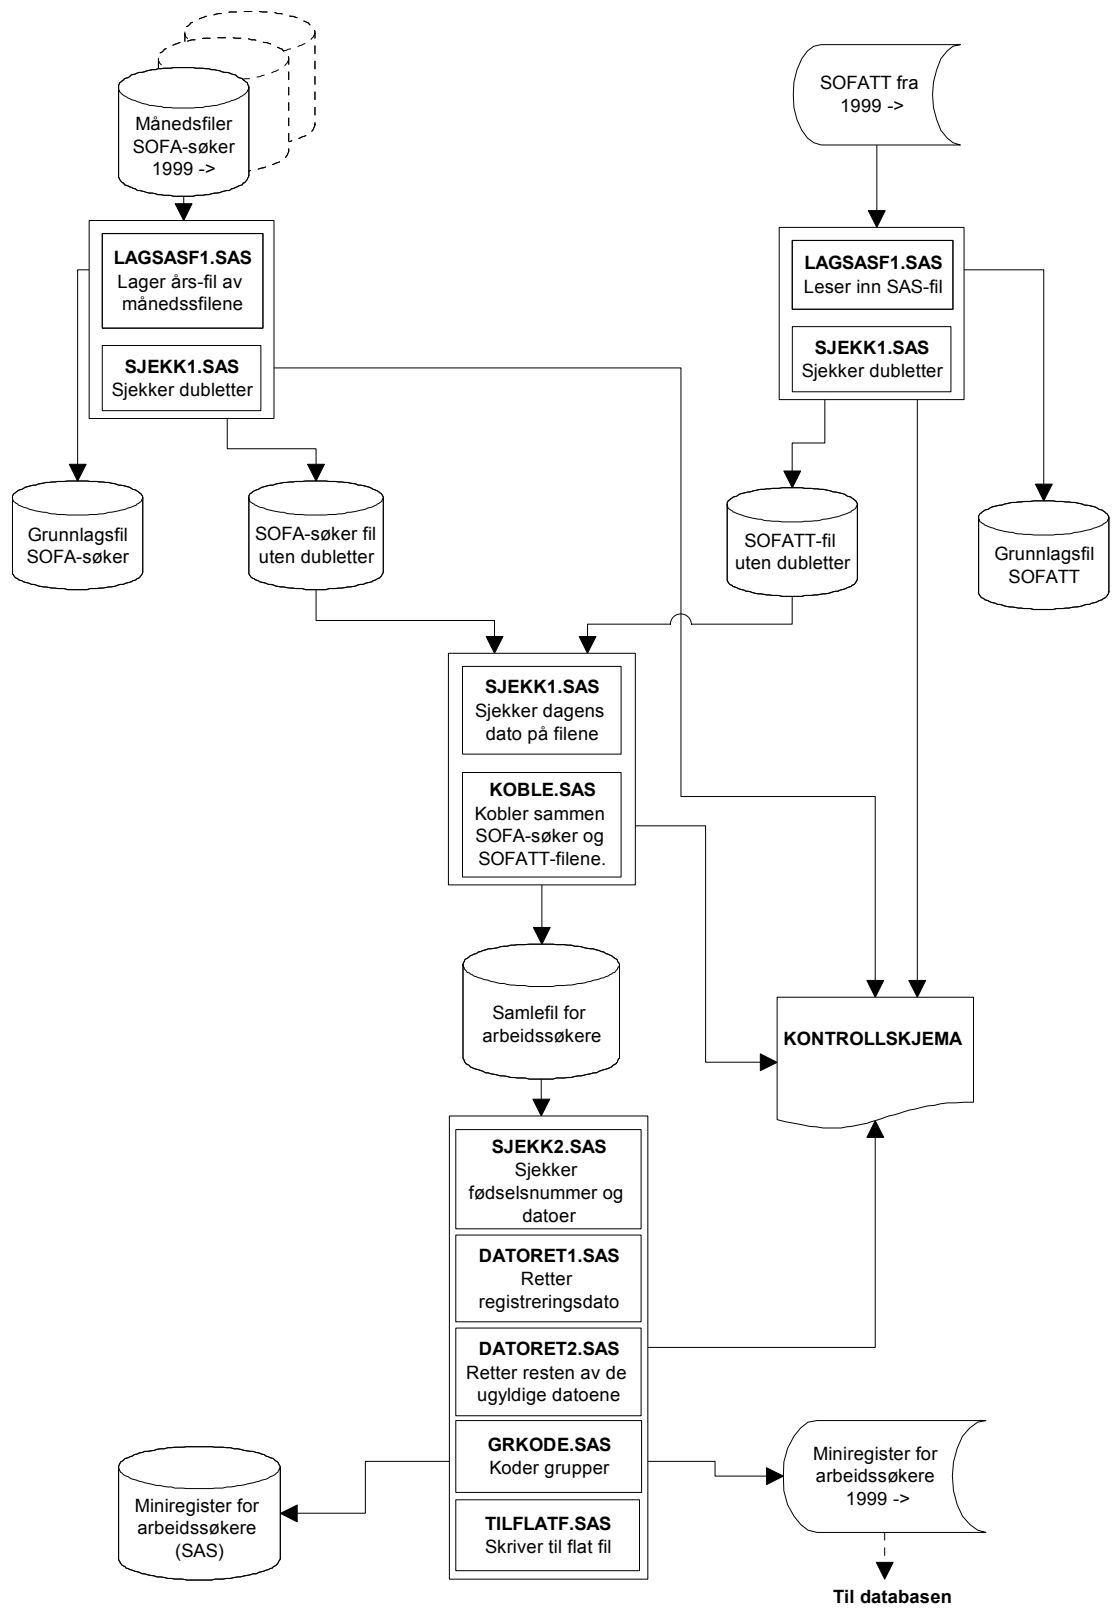 Månedsfiler
SOFA-søker
1999 ->
SOFATT fra
1999 ->
LAGSASF1.SAS
Lager års-fil av
månedssfilene
SJEKK1.SAS
Sjekker dubletter
LAGSASF1.SAS
Leser inn SAS-fil
SJEKK1.SAS
Sjekker dubletter
Grunnlagsfil
SOFA-søker
SOFA-søker fil
uten dubletter
SOFATT-fil
uten dubletter
Grunnlagsfil
SOFATT
SJEKK1.SAS
Sjekker dagens
dato på filene
KOBLE.SAS
Kobler sammen
SOFA-søker og
SOFATT-filene.
Samlefil for
arbeidssøkere
KONTROLLSKJEMA
SJEKK2.SAS
Sjekker
fødselsnummer og
datoer
DATORET1.SAS
Retter
registreringsdato
DATORET2.SAS
Retter resten av de
ugyldige datoene
GRKODE.SAS
Koder grupper
TILFLATF.SAS
Skriver til flat fil
Miniregister for
arbeidssøkere
(SAS)
Miniregister for
arbeidssøkere
1999 ->
Til databasen